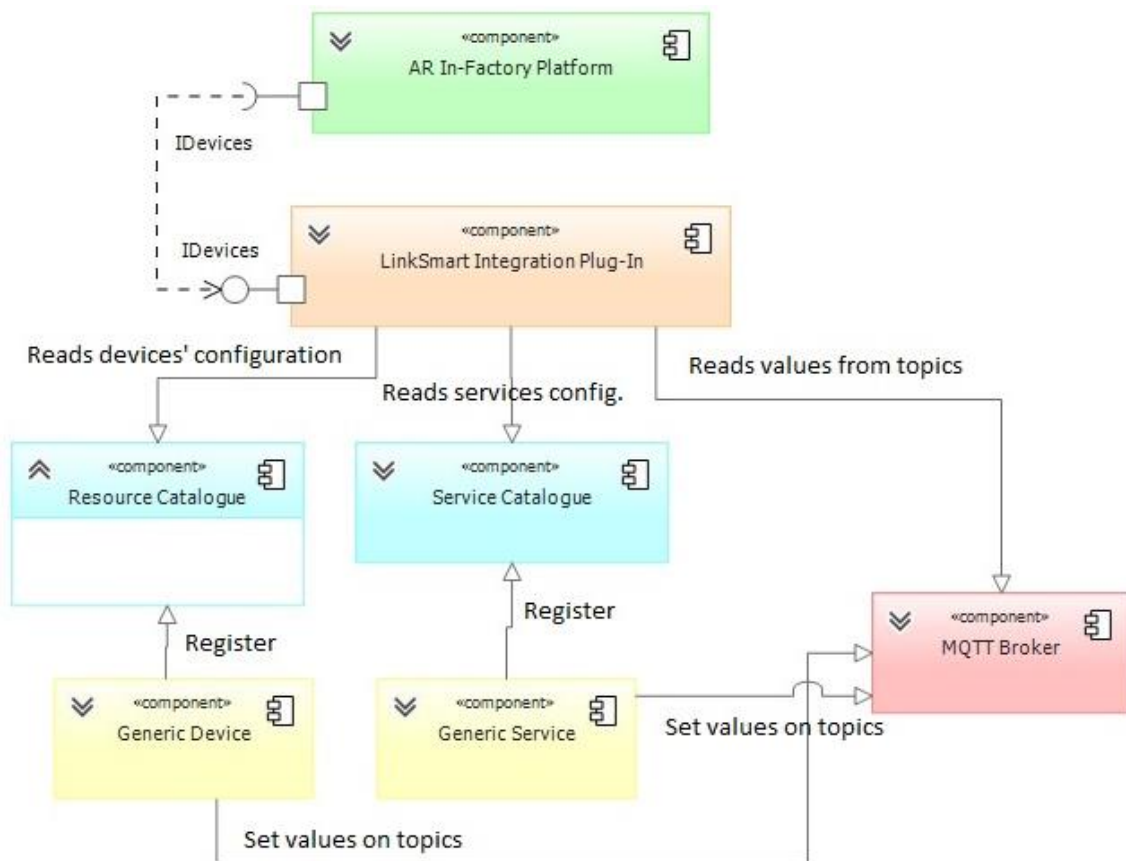 «component»
AR In-Factory Platform
IDevices
IDevices
«component»
LinkSmart Integration Plug-In
Reads devices' configuration
Reads services config.
Reads values from topics
«component»
Resource Catalogue
«component»
Service Catalogue
Register
Register
«component»
MQTT Broker
«component»
Generic Device
«component»
Generic Service
Set values on topics
Set values on topics